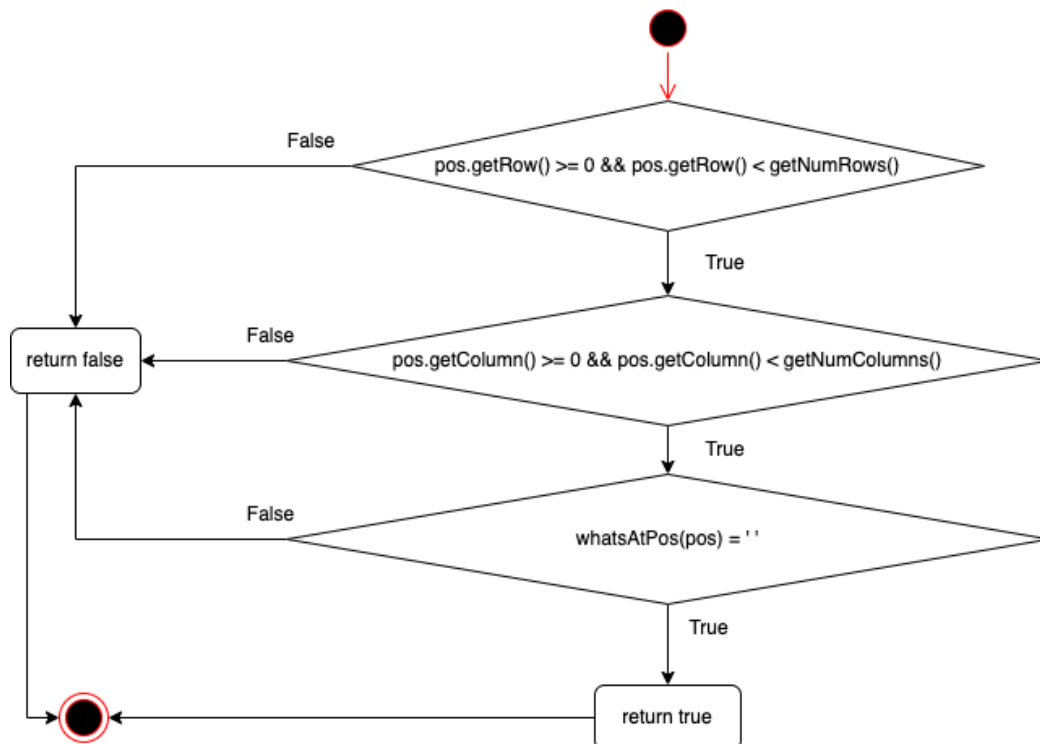 False
pos.getRow() >= 0 && pos.getRow() < getNumRows()
True
False
return false
pos.getColumn() >= 0 && pos.getColumn() < getNumColumns()
True
False
whatsAtPos(pos) = ' '
True
return true